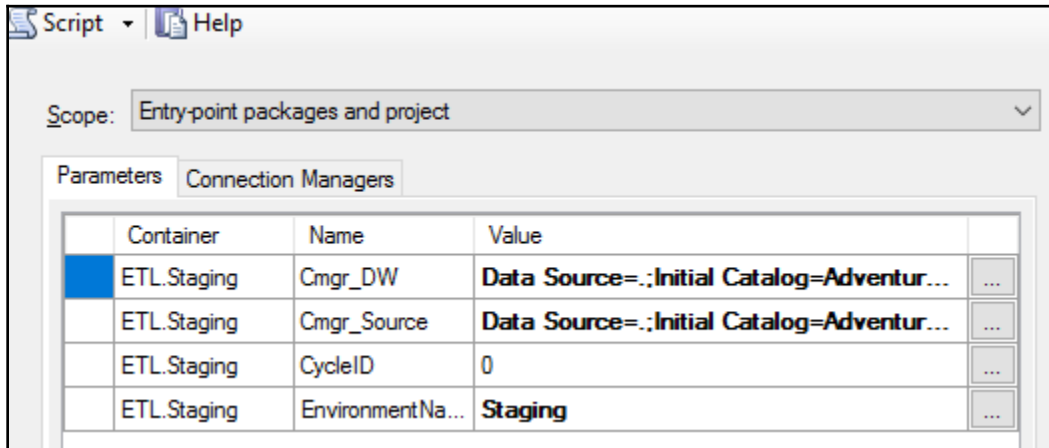 Script Help
Scope: Entry-point packages and project
Parameters Connection Managers
Container Name Value
ETL.Staging Cmgr_DW Data Source=.;Initial Catalog=Adventur... ...
ETL.Staging Cmgr_Source Data Source=.;Initial Catalog=Adventur... ...
ETL.Staging CycleID 0 ...
ETL.Staging EnvironmentNa... Staging ...